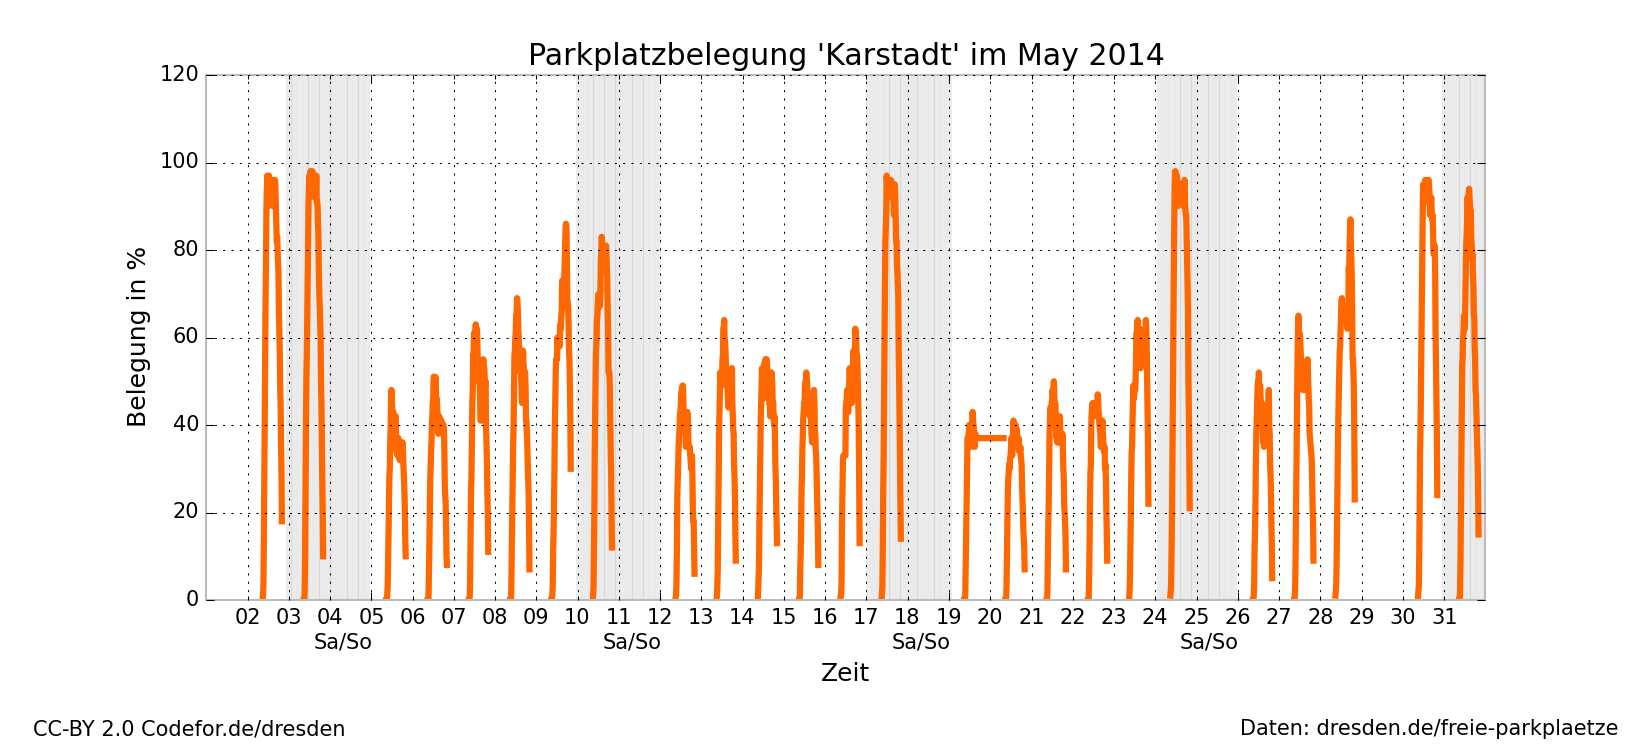 Parkplatzbelegung 'Karstadt' im May 2014
120
100
80
60
40
20
0
Belegung in %
02 03 04 05 06 07 08 09 10 11 12 13 14 15 16 17 18 19 20 21 22 23 24 25 26 27 28 29 30 31
Sa/So Sa/So Sa/So Sa/So
Zeit
CC-BY 2.0 Codefor.de/dresden
Daten: dresden.de/freie-parkplaetze